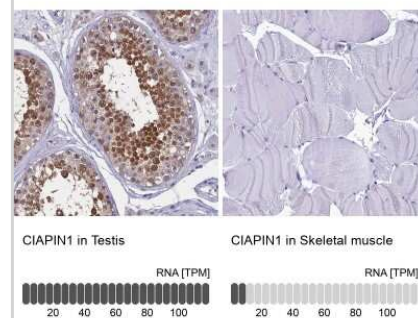 CIAPIN1 in Testis
RNA [TPM]
20 40 60 80 100
CIAPIN1 in Skeletal muscle
RNA [TPM]
20 40 60 80 100